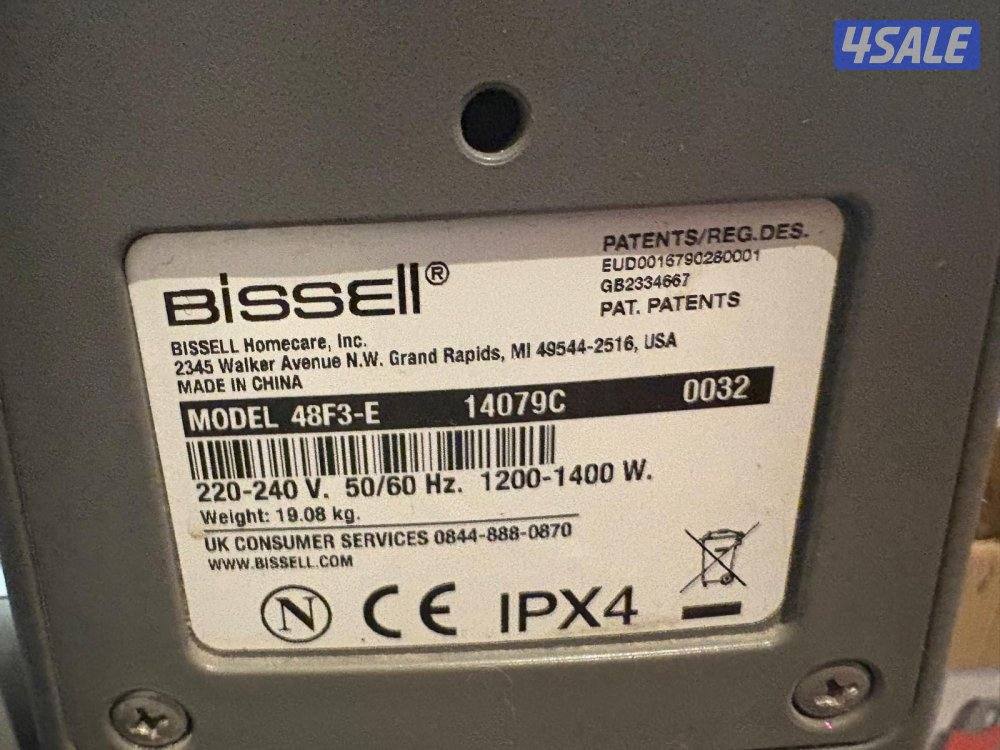 4SALE
BiSSEll®
PATENTS/REG.DES.
EUD0016790260001
GB2334667
PAT. PATENTS
BISSELL Homecare, Inc.
2345 Walker Avenue N.W. Grand Rapids, MI 49544-2516, USA
MADE IN CHINA
MODEL 48F3-E 14079C 0032
220-240 V. 50/60 Hz. 1200-1400 W.
Weight: 19.08 kg.
UK CONSUMER SERVICES 0844-888-0870
WWW.BISSELL.COM
N CE IPX4